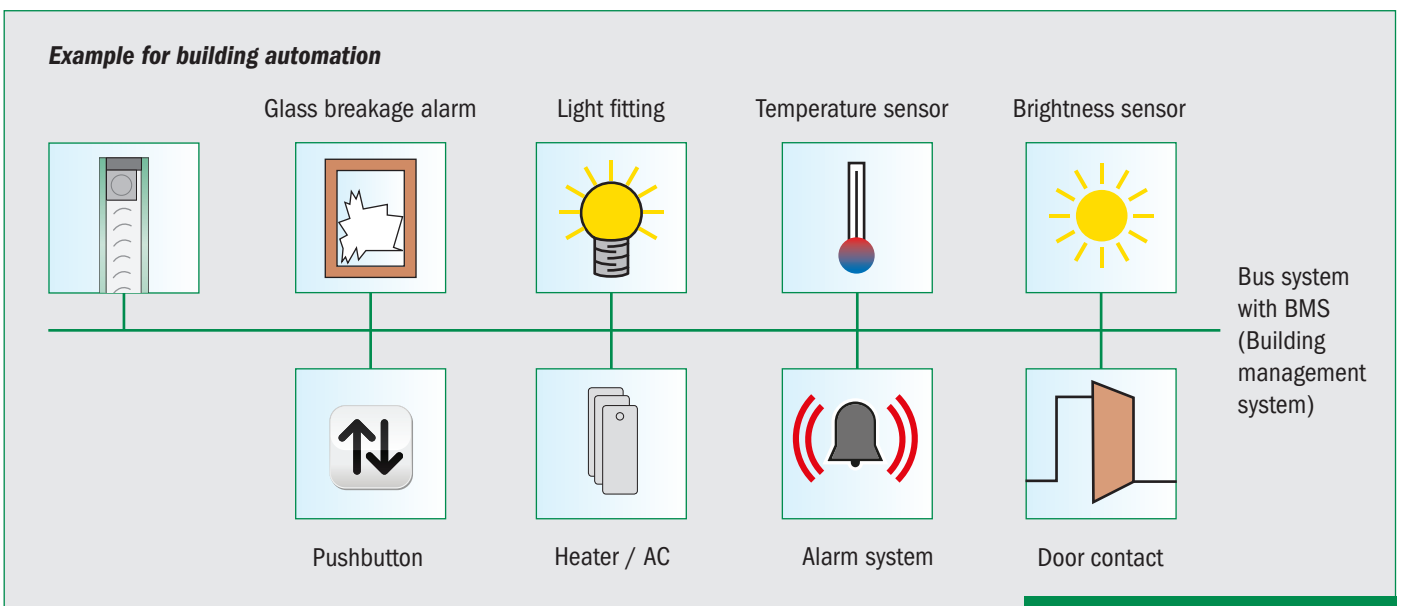 Example for building automation
Glass breakage alarm
Light fitting
Temperature sensor
Brightness sensor
Bus system
with BMS
(Building
management
system)
Pushbutton
Heater / AC
Alarm system
Door contact